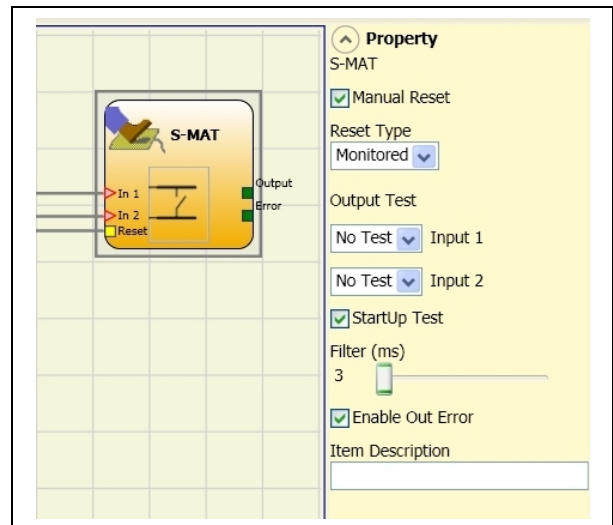 S-MAT
In 1
In 2
Reset
Output
Error
Property
S-MAT
Manual Reset
Reset Type
Monitored
Output Test
No Test Input 1
No Test Input 2
StartUp Test
Filter (ms)
3
Enable Out Error
Item Description